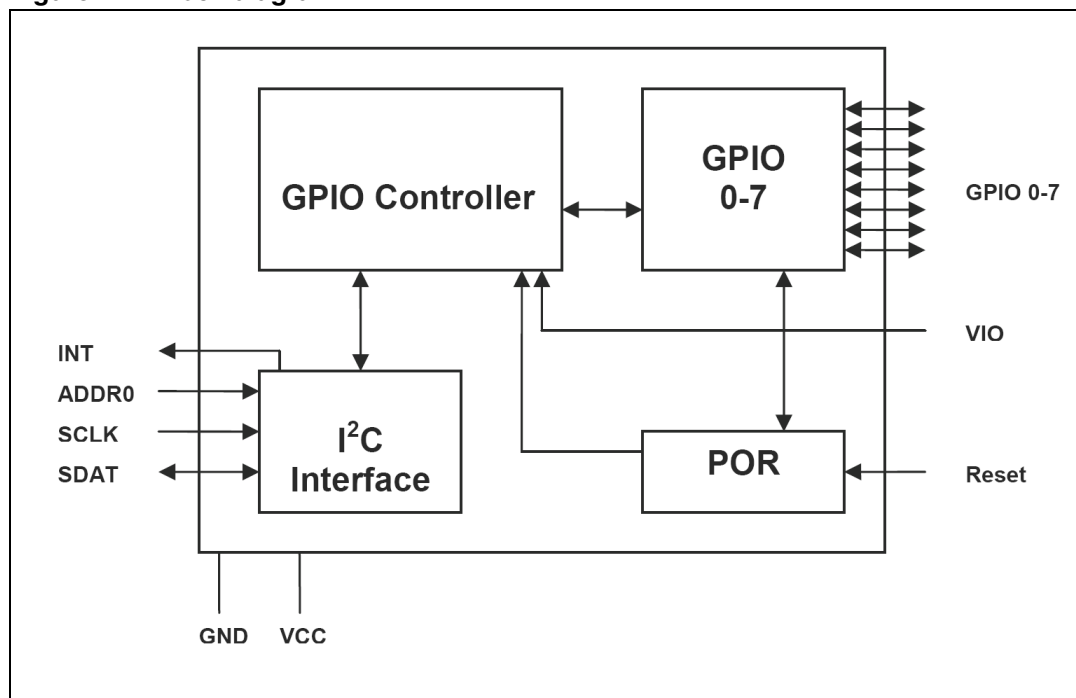 GPIO Controller
GPIO
0-7
GPIO 0-7
VIO
INT
ADDR0
SCLK
SDAT
I²C
Interface
POR
Reset
GND
VCC